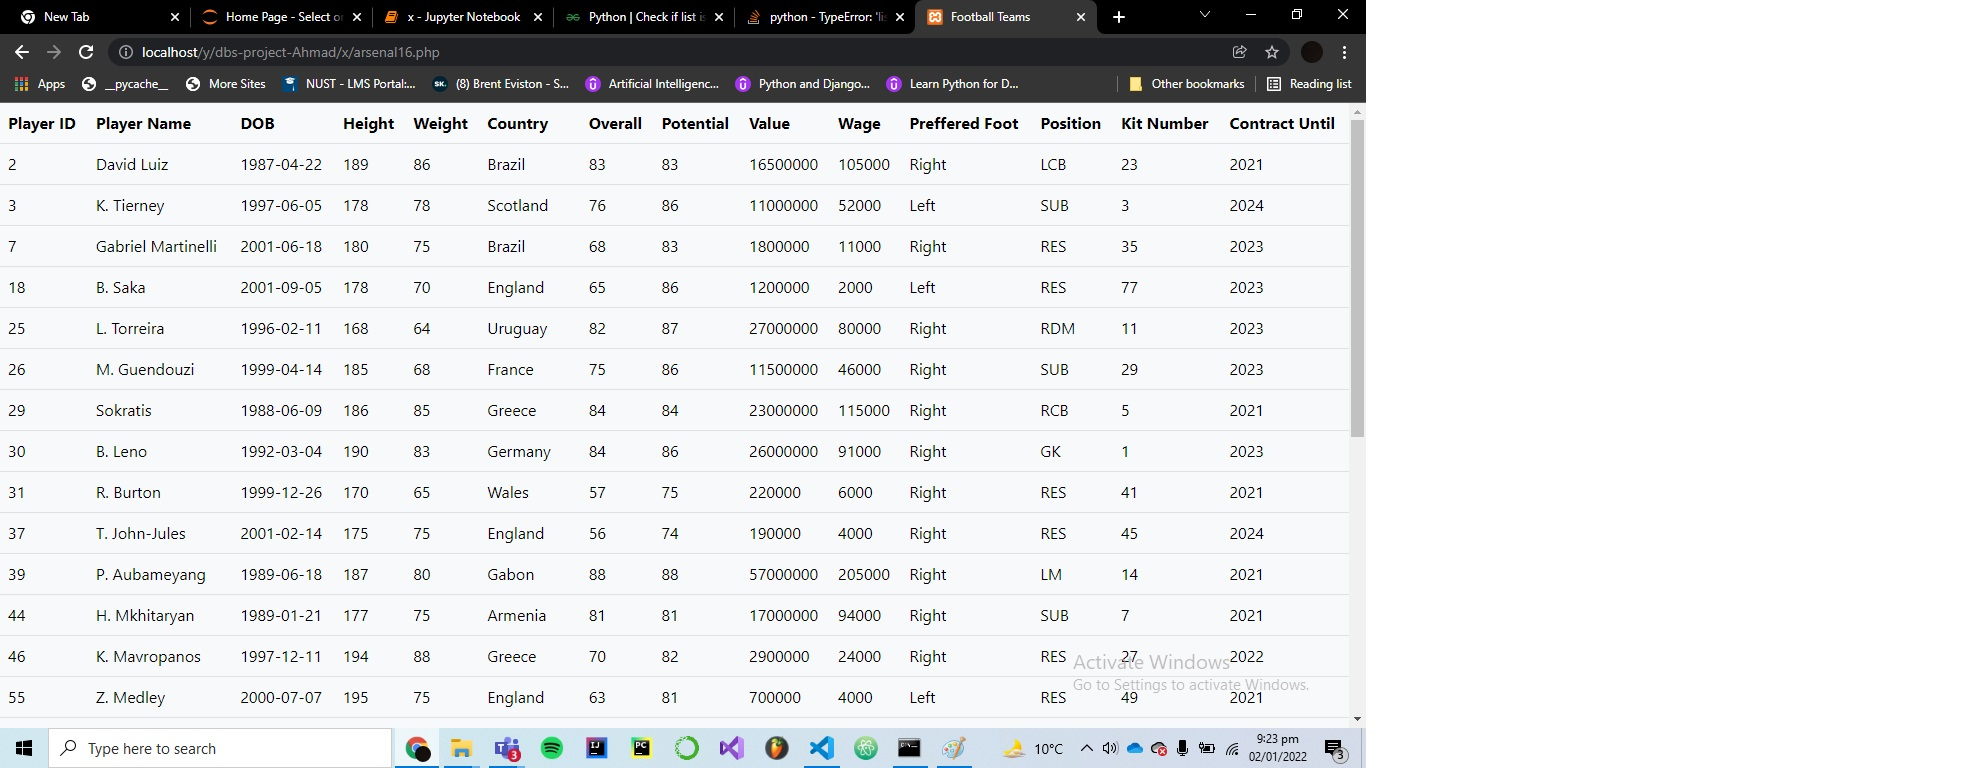 New Tab Home Page - Select or x - Jupyter Notebook Python | Check if list is python - TypeError: 'lis Football Teams
localhost/y/dbs-project-Ahmad/x/arsenal16.php
Apps __pycache__ More Sites NUST - LMS Portal:... SK. (8) Brent Eviston - S... Artificial Intelligenc... Python and Django... Learn Python for D... Other bookmarks Reading list
Player ID Player Name DOB Height Weight Country Overall Potential Value Wage Preffered Foot Position Kit Number Contract Until
2 David Luiz 1987-04-22 189 86 Brazil 83 83 16500000 105000 Right LCB 23 2021
3 K. Tierney 1997-06-05 178 78 Scotland 76 86 11000000 52000 Left SUB 3 2024
7 Gabriel Martinelli 2001-06-18 180 75 Brazil 68 83 1800000 11000 Right RES 35 2023
18 B. Saka 2001-09-05 178 70 England 65 86 1200000 2000 Left RES 77 2023
25 L. Torreira 1996-02-11 168 64 Uruguay 82 87 27000000 80000 Right RDM 11 2023
26 M. Guendouzi 1999-04-14 185 68 France 75 86 11500000 46000 Right SUB 29 2023
29 Sokratis 1988-06-09 186 85 Greece 84 84 23000000 115000 Right RCB 5 2021
30 B. Leno 1992-03-04 190 83 Germany 84 86 26000000 91000 Right GK 1 2023
31 R. Burton 1999-12-26 170 65 Wales 57 75 220000 6000 Right RES 41 2021
37 T. John-Jules 2001-02-14 175 75 England 56 74 190000 4000 Right RES 45 2024
39 P. Aubameyang 1989-06-18 187 80 Gabon 88 88 57000000 205000 Right LM 14 2021
44 H. Mkhitaryan 1989-01-21 177 75 Armenia 81 81 17000000 94000 Right SUB 7 2021
46 K. Mavropanos 1997-12-11 194 88 Greece 70 82 2900000 24000 Right RES 27 2022
Activate Windows
Go to Settings to activate Windows.
55 Z. Medley 2000-07-07 195 75 England 63 81 700000 4000 Left RES 49 2021
Type here to search 3 IJ PC 10°C 9:23 pm
02/01/2022 3